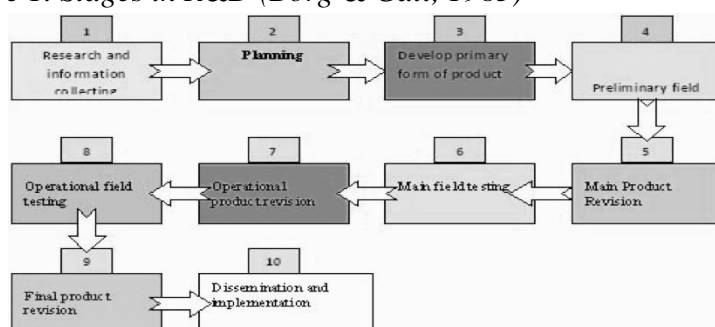 Stages in R&D (Borg & Gall, 1983)
1
Research and
information
collecting
2
Planning
3
Develop primary
form of product
4
Preliminary field
5
Main Product
Revision
6
Main field testing
7
Operational
product revision
8
Operational field
testing
9
Final product
revision
10
Dissemination and
implementation